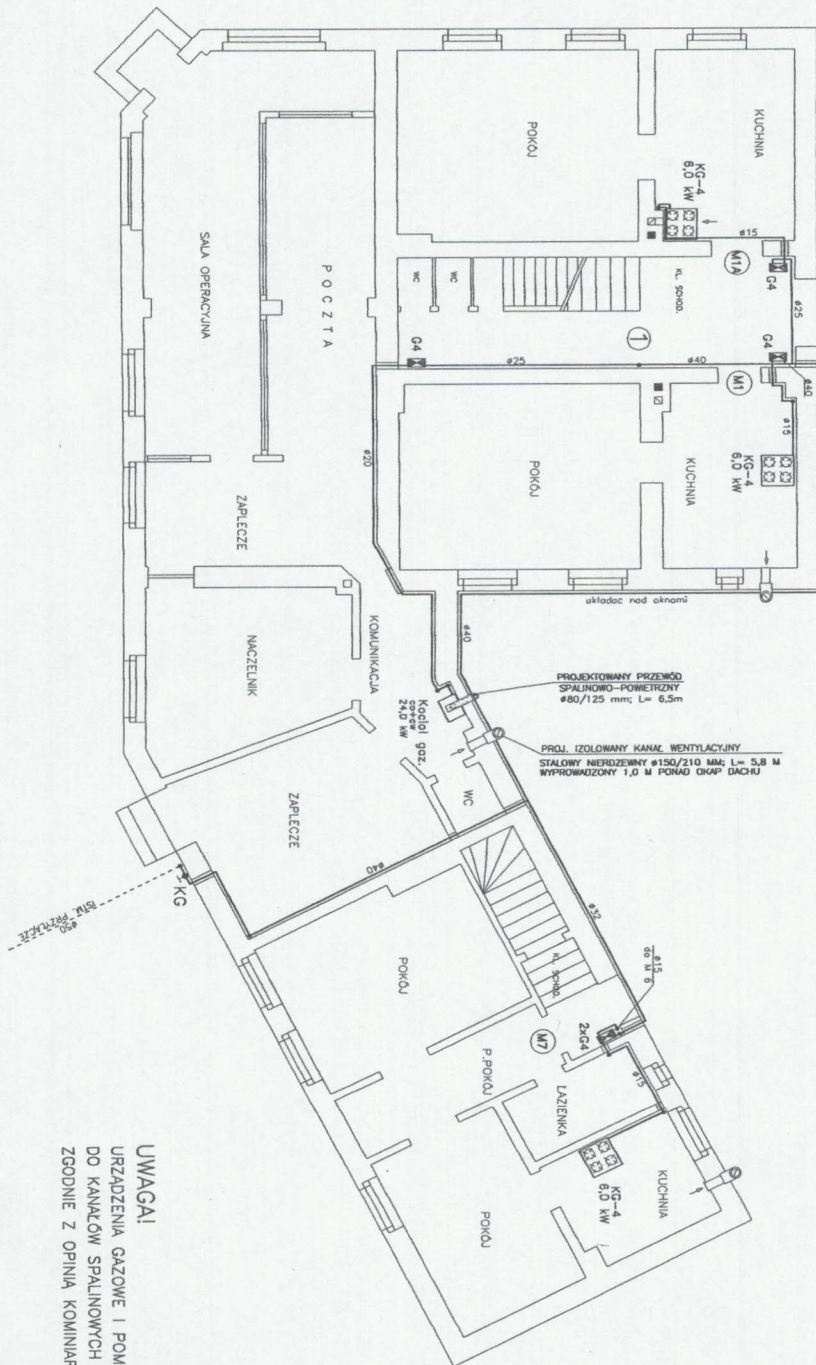 POKÓJ
KUCHNIA
KG-4
6,0 kW
ø15
M1A
G4
ø25
SALA OPERACYJNA
POCZTA
WC
WC
KL. SCHOD.
1
G4
G4
ø25
ø40
ø40
M1
ø15
KG-4
6,0 kW
ø20
POKÓJ
KUCHNIA
ZAPLECZE
układac nad oknami
KOMUNIKACJA
NACZELNIK
ø40
PROJEKTOWANY PRZEWÓD
SPALINOWO-POWIETRZNY
ø80/125 mm; L= 6,5m
Kocioł gaz.
co+cw
24,0 kW
PROJ. IZOLOWANY KANAŁ WENTYLACYJNY
STALOWY NIERDZEWNY ø150/210 MM; L= 5,8 M
WYPROWADZONY 1,0 M PONAD OKAP DACHU
WC
ZAPLECZE
ø40
KG
ISTN. PRZYŁĄCZE
ø50
ø32
KL. SCHOD.
ø15
do M 6
2xG4
M7
POKÓJ
P.POKÓJ
ø15
ŁAZIENKA
KUCHNIA
KG-4
6,0 kW
POKÓJ
UWAGA!
URZĄDZENIA GAZOWE I POM
DO KANAŁÓW SPALINOWYCH
ZGODNIE Z OPINIA KOMINIAR